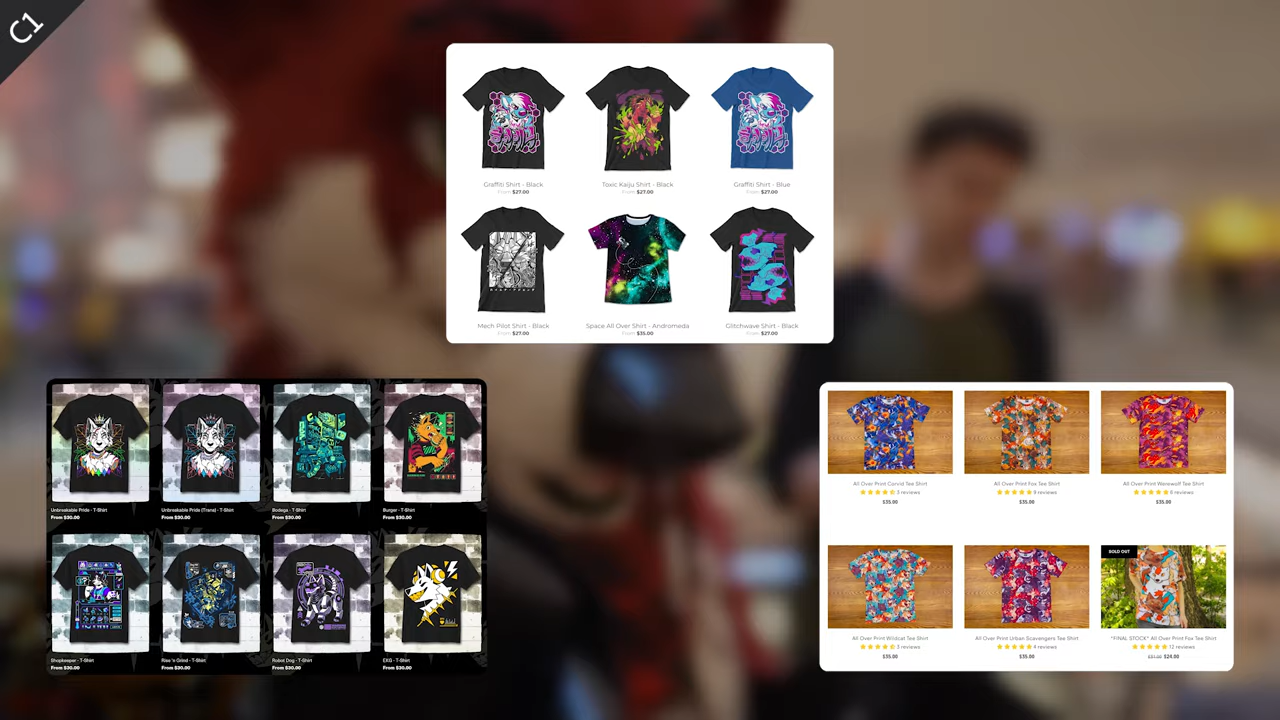 C1
Graffiti Shirt - Black
From $27.00
Toxic Kaiju Shirt - Black
From $27.00
Graffiti Shirt - Blue
From $27.00
Mech Pilot Shirt - Black
From $27.00
Space All Over Shirt - Andromeda
From $35.00
Glitchwave Shirt - Black
From $27.00
Unbreakable Pride - T-Shirt
From $30.00
Unbreakable Pride (Trans) - T-Shirt
From $30.00
Bodega - T-Shirt
From $30.00
Burger - T-Shirt
From $30.00
Shopkeeper - T-Shirt
From $30.00
Rise 'n Grind - T-Shirt
From $30.00
Robot Dog - T-Shirt
From $30.00
EKG - T-Shirt
From $30.00
All Over Print Corvid Tee Shirt
3 reviews
$35.00
All Over Print Fox Tee Shirt
9 reviews
$35.00
All Over Print Werewolf Tee Shirt
6 reviews
$35.00
All Over Print Wildcat Tee Shirt
3 reviews
$35.00
All Over Print Urban Scavengers Tee Shirt
4 reviews
$35.00
SOLD OUT
*FINAL STOCK* All Over Print Fox Tee Shirt
12 reviews
$31.00 $24.00